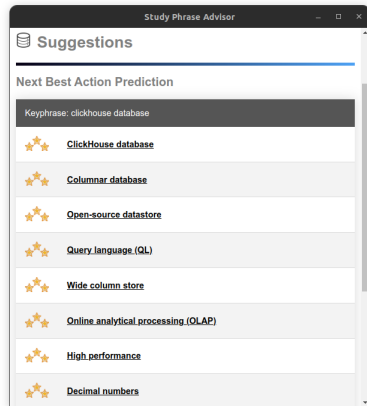 Study Phrase Advisor
Suggestions
Next Best Action Prediction
Keyphrase: clickhouse database
ClickHouse database
Columnar database
Open-source datastore
Query language (QL)
Wide column store
Online analytical processing (OLAP)
High performance
Decimal numbers